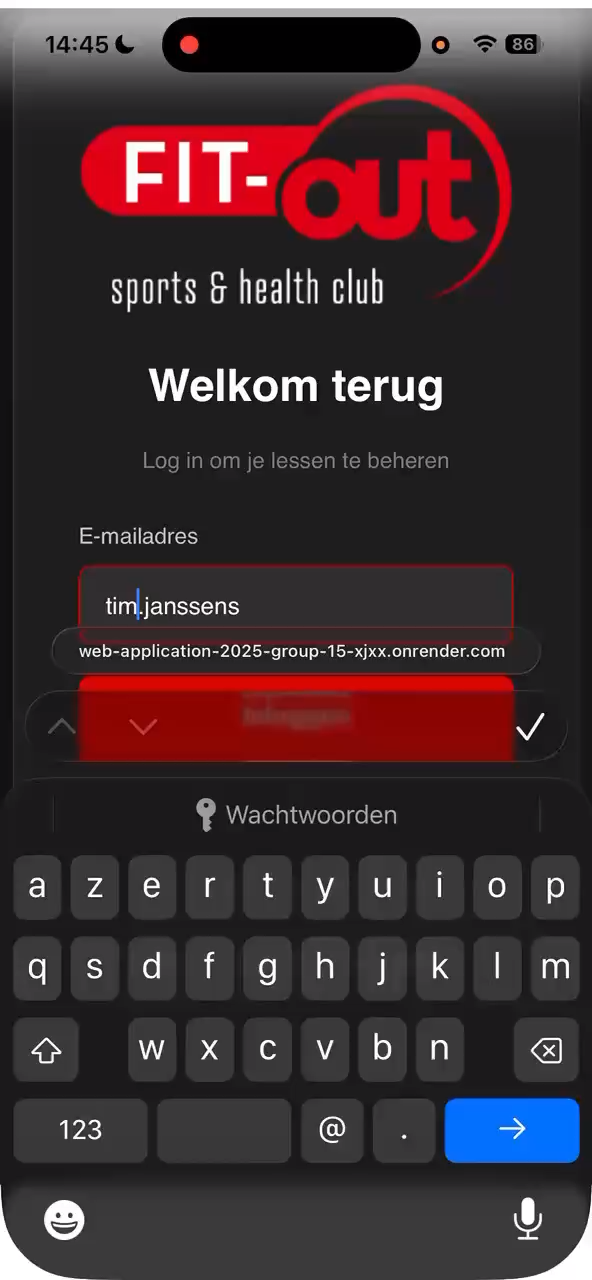 14:45
86
FIT-out
sports & health club
Welkom terug
Log in om je lessen te beheren
E-mailadres
tim.janssens
web-application-2025-group-15-xjxx.onrender.com
Wachtwoorden
a z e r t y u i o p
q s d f g h j k l m
w x c v b n
123 @ .